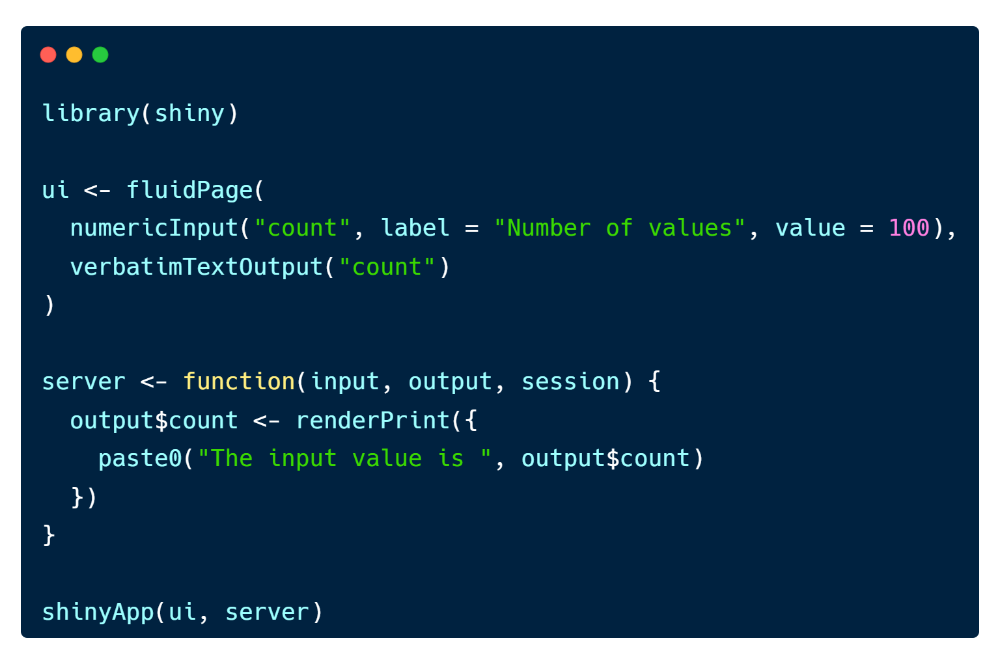 library(shiny)
ui <- fluidPage(
  numericInput("count", label = "Number of values", value = 100),
  verbatimTextOutput("count")
)
server <- function(input, output, session) {
  output$count <- renderPrint({
    paste0("The input value is ", output$count)
  })
}
shinyApp(ui, server)